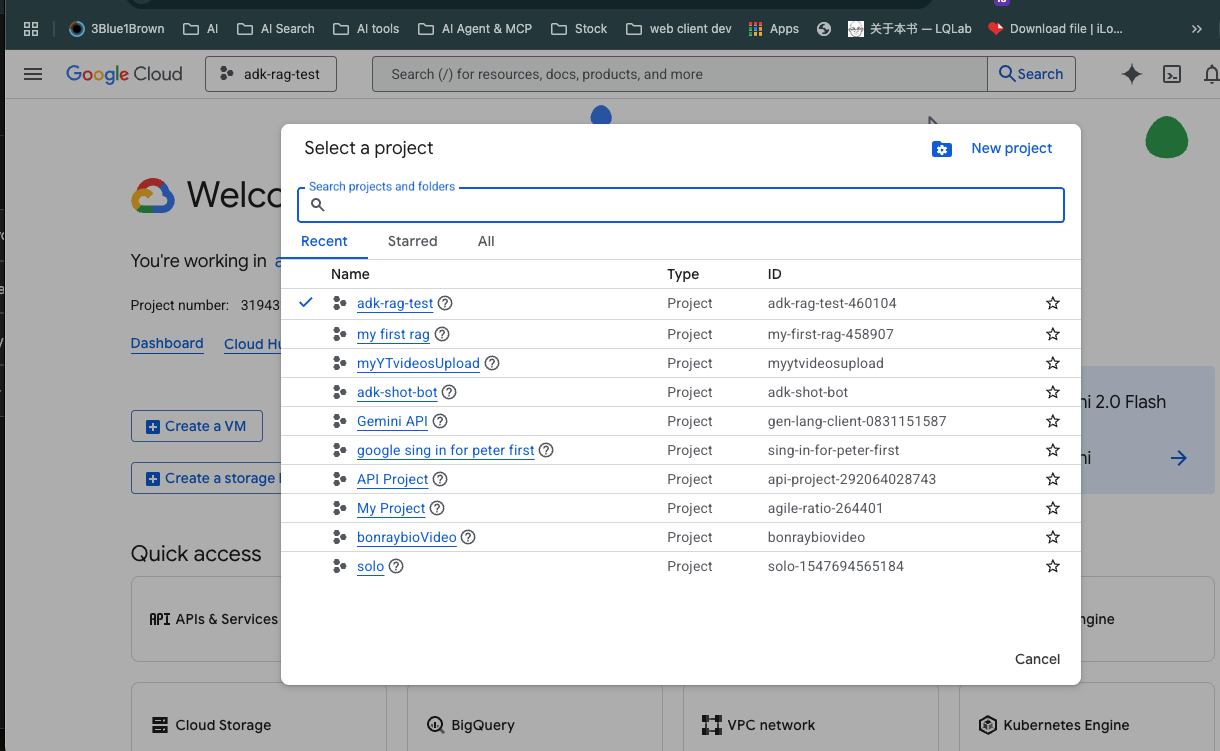 3Blue1Brown AI AI Search AI tools AI Agent & MCP Stock web client dev Apps 关于本书 — LQLab Download file | iLo... »
Google Cloud adk-rag-test Search (/) for resources, docs, products, and more Search
Select a project New project
Welco
Search projects and folders
Recent Starred All
You're working in a
Name Type ID
Project number: 31943
adk-rag-test Project adk-rag-test-460104
my first rag Project my-first-rag-458907
Dashboard Cloud Hu
myYTvideosUpload Project myytvideosupload
adk-shot-bot Project adk-shot-bot
ni 2.0 Flash
Gemini API Project gen-lang-client-0831151587
Create a VM
google sing in for peter first Project sing-in-for-peter-first
ni
API Project Project api-project-292064028743
Create a storage
My Project Project agile-ratio-264401
bonraybioVideo Project bonraybiovideo
Quick access
solo Project solo-1547694565184
API APIs & Services
ngine
Cancel
Cloud Storage BigQuery VPC network Kubernetes Engine